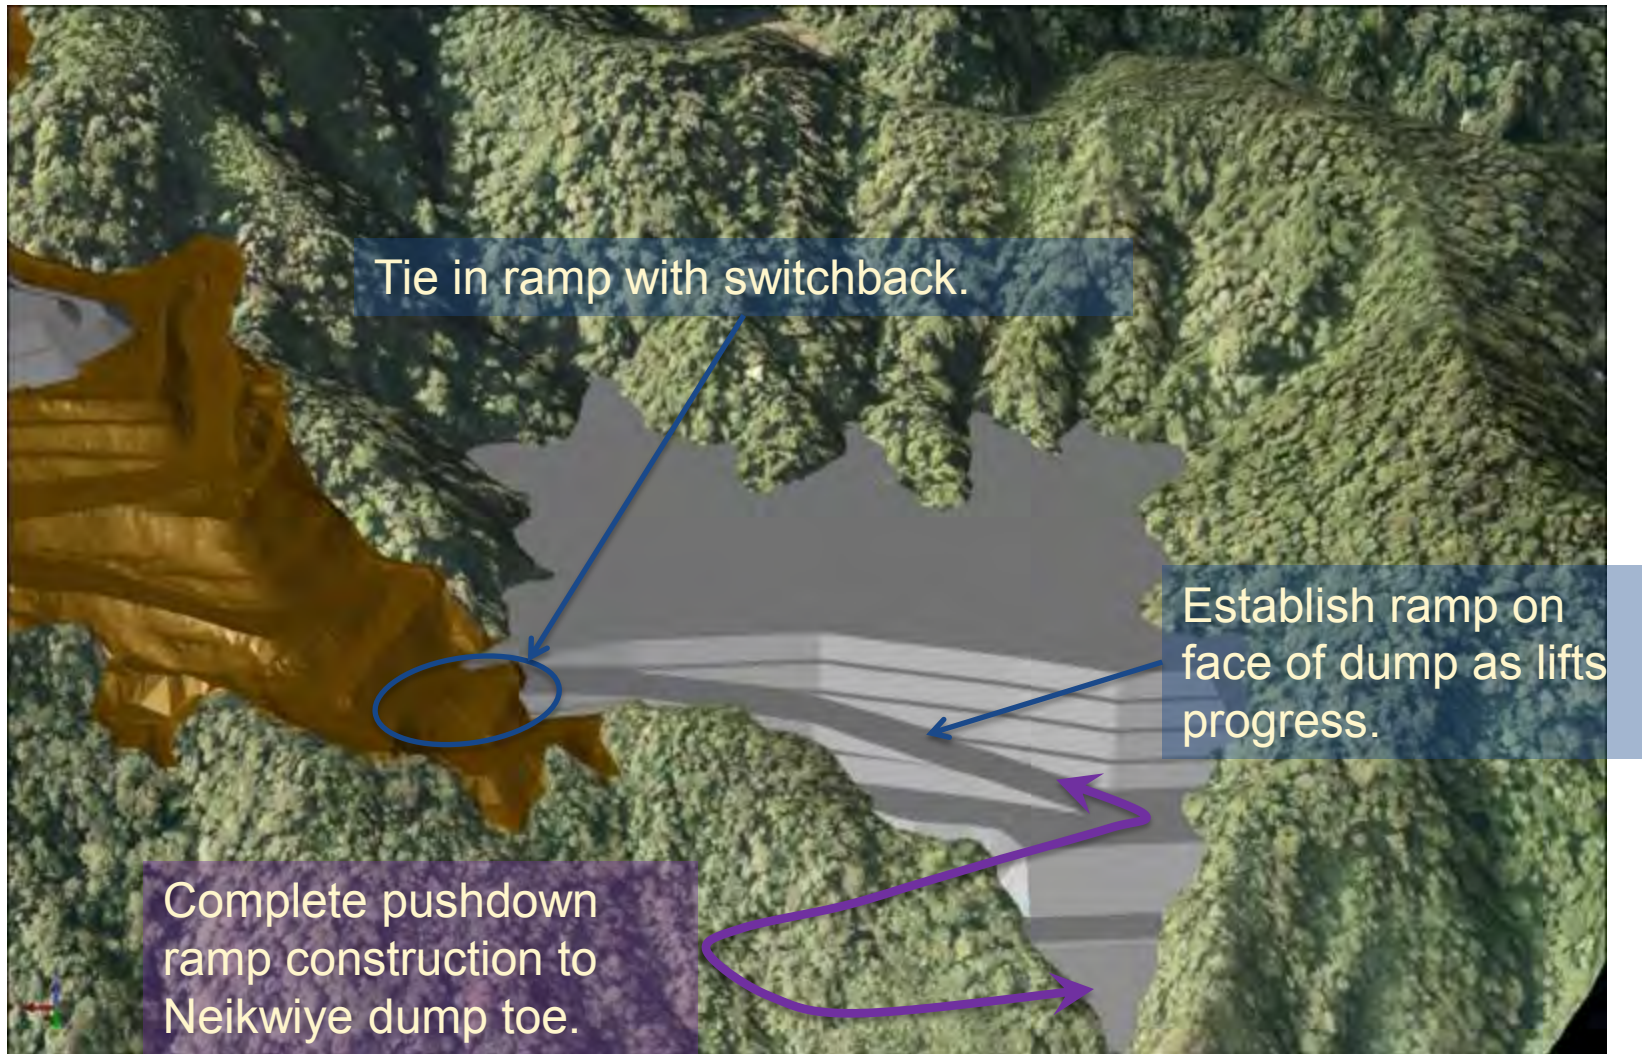 Tie in ramp with switchback.
Establish ramp on
face of dump as lifts
progress.
Complete pushdown
ramp construction to
Neikwiye dump toe.